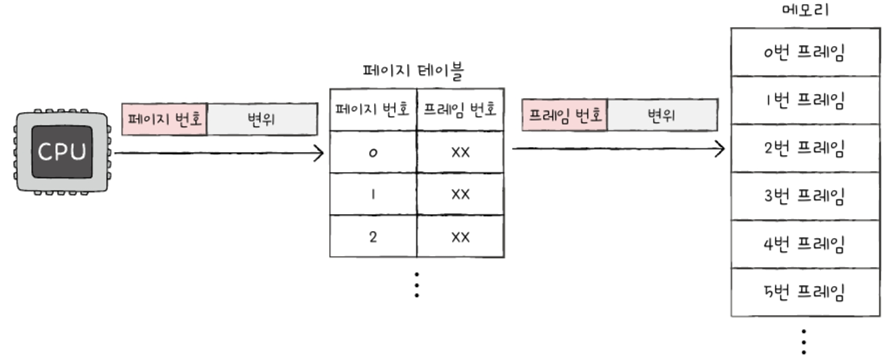 메모리
페이지 테이블
CPU
페이지 번호 변위
페이지 번호 프레임 번호
0 XX
1 XX
2 XX
프레임 번호 변위
0번 프레임
1번 프레임
2번 프레임
3번 프레임
4번 프레임
5번 프레임